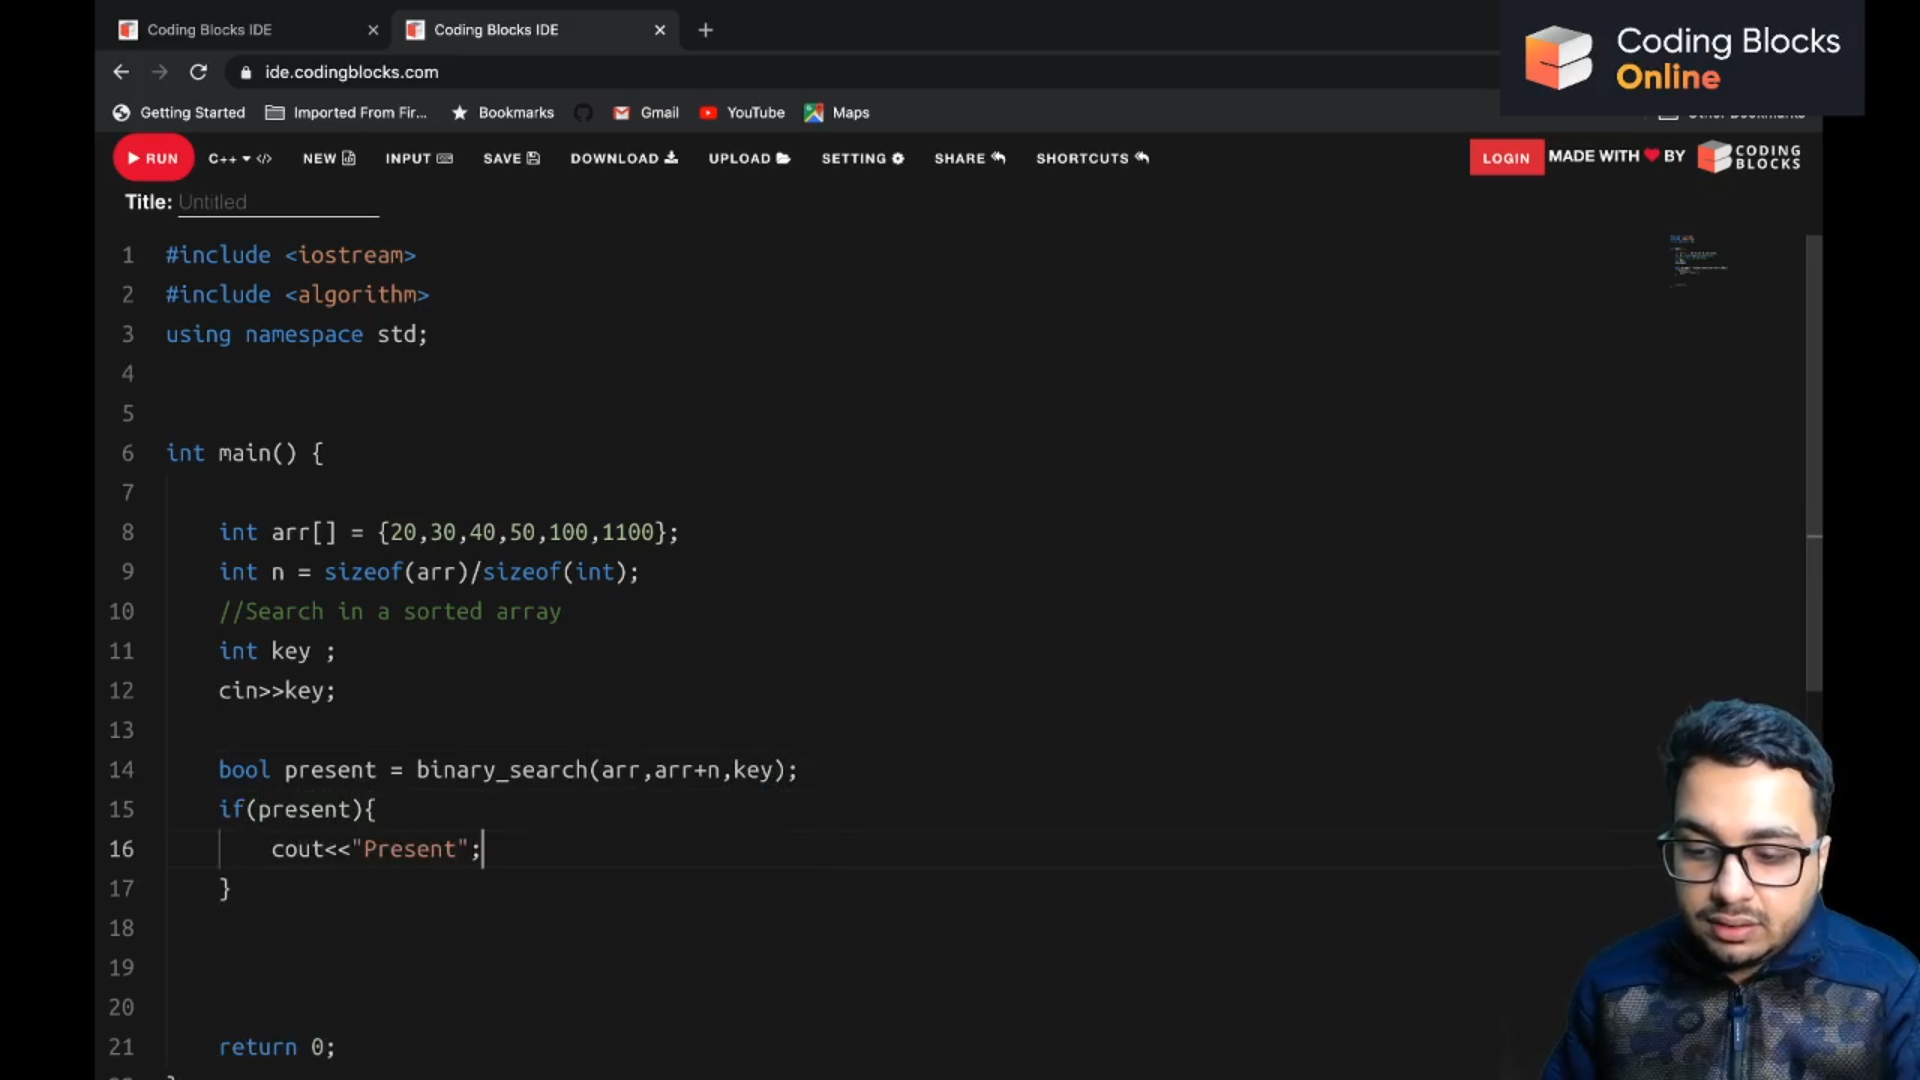 Coding Blocks IDE
Coding Blocks IDE
Coding Blocks
Online
ide.codingblocks.com
Getting Started
Imported From Fir...
Bookmarks
Gmail
YouTube
Maps
RUN
C++
NEW
INPUT
SAVE
DOWNLOAD
UPLOAD
SETTING
SHARE
SHORTCUTS
LOGIN
MADE WITH BY
CODING
BLOCKS
Title: Untitled
1 #include <iostream>
2 #include <algorithm>
3 using namespace std;
4
5
6 int main() {
7
8 int arr[] = {20,30,40,50,100,1100};
9 int n = sizeof(arr)/sizeof(int);
10 //Search in a sorted array
11 int key ;
12 cin>>key;
13
14 bool present = binary_search(arr,arr+n,key);
15 if(present){
16 cout<<"Present";
17 }
18
19
20
21 return 0;